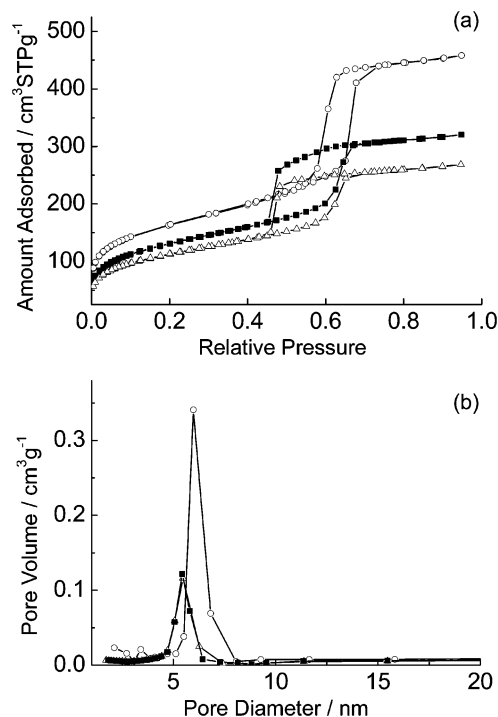 (a)
Amount Adsorbed / cm³STPg⁻¹
500
400
300
200
100
0.0 0.2 0.4 0.6 0.8 1.0
Relative Pressure
(b)
Pore Volume / cm³g⁻¹
0.3
0.2
0.1
0.0
5 10 15 20
Pore Diameter / nm